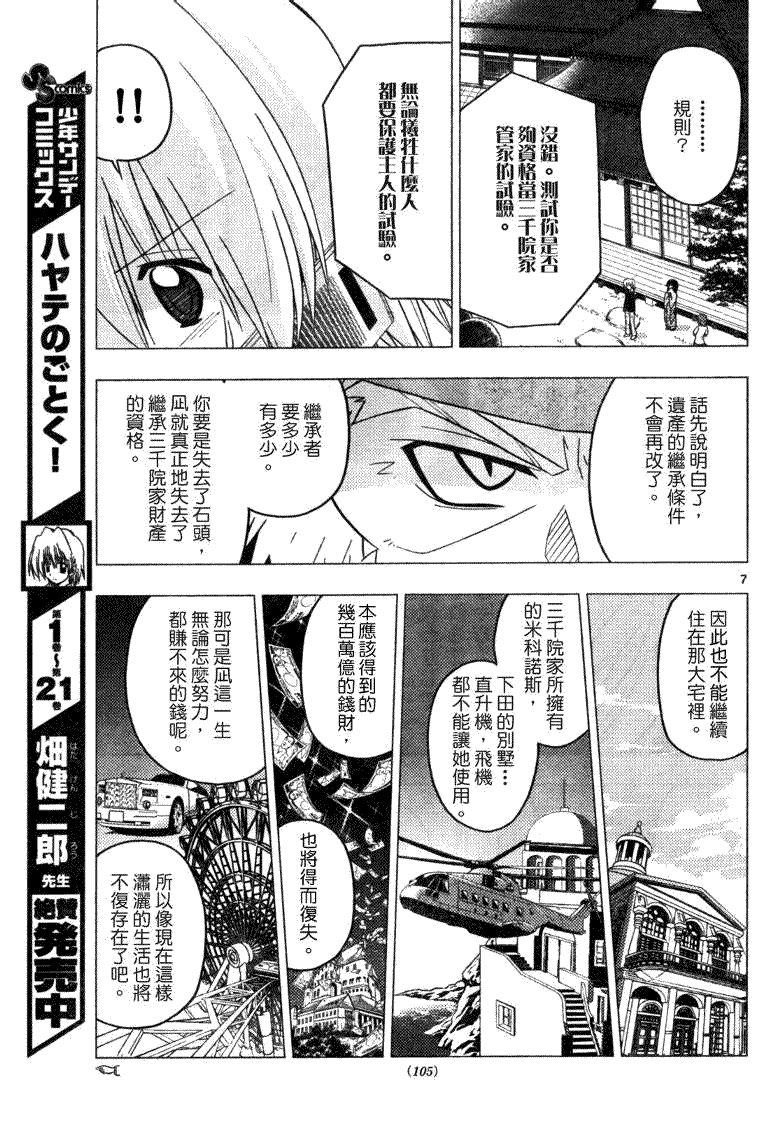 ………
規則？
沒錯。測試你是否
夠資格當三千院家
管家的試驗。
無論犧牲什麼人
都要保護主人的試驗。
!!
話先說明白了，
遺產的繼承條件
不會再改了。
繼承者
要多少
有多少。
你要是失去了石頭，
凪就真正地失去了
繼承三千院家財產
的資格。
7
因此也不能繼續
住在那大宅裡。
三千院家所擁有
的米科諾斯，
下田的別墅…
直升機，飛機
都不能讓她使用。
本應該得到的
幾百萬億的錢財，
也將得而復失。
那可是凪這一生
無論怎麼努力，
都賺不來的錢呢。
所以像現在這樣
瀟灑的生活也將
不復存在了吧。
(105)
SS comics
少年サンデー
コミックス
ハヤテのごとく！
第1巻〜第21巻
畑健二郎先生
はたけんじろう
絶賛発売中